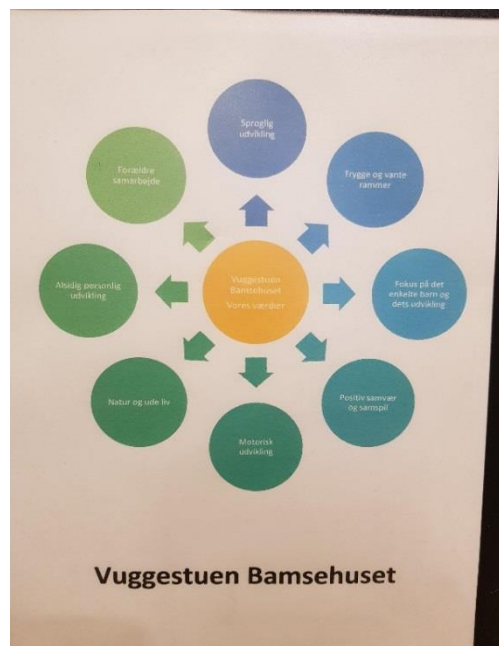 Sproglig
udvikling
Trygge og vante
rammer
Fokus på det
enkelte barn og
dets udvikling
Positiv samvær
og samspil
Motorisk
udvikling
Natur og ude liv
Alsidig personlig
udvikling
Forældre
samarbejde
Vuggestuen
Bamsehuset
Vores værdier
Vuggestuen Bamsehuset